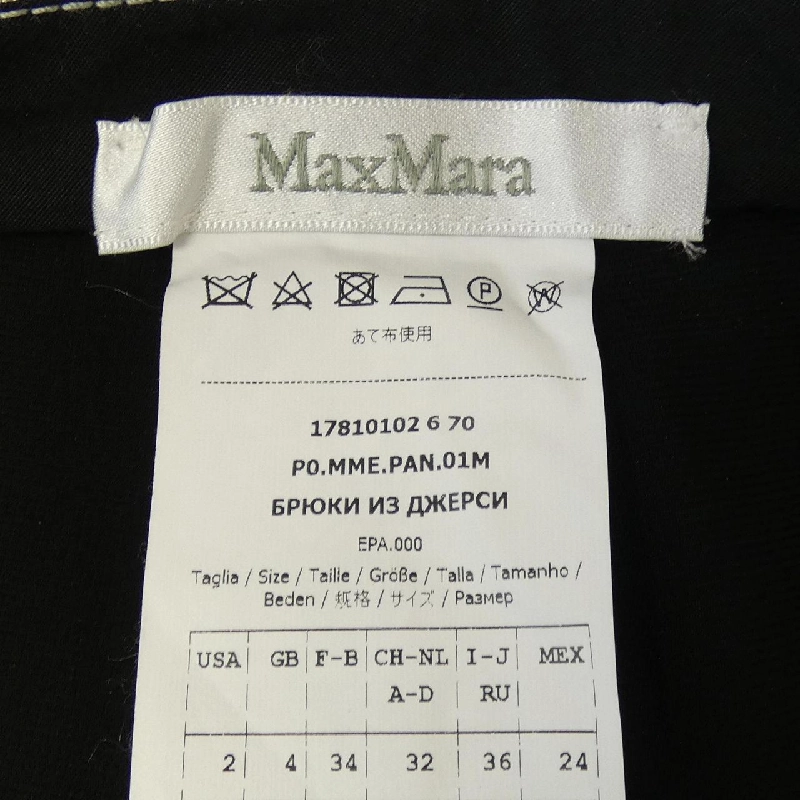 MaxMara
P
W
あて布使用
17810102 6 70
P0.MME.PAN.01M
БРЮКИ ИЗ ДЖЕРСИ
EPA.000
Taglia / Size / Taille / Größe / Talla / Tamanho /
Beden / 規格 / サイズ / Размер
USA GB F-B CH-NL I-J MEX
A-D RU
2 4 34 32 36 24